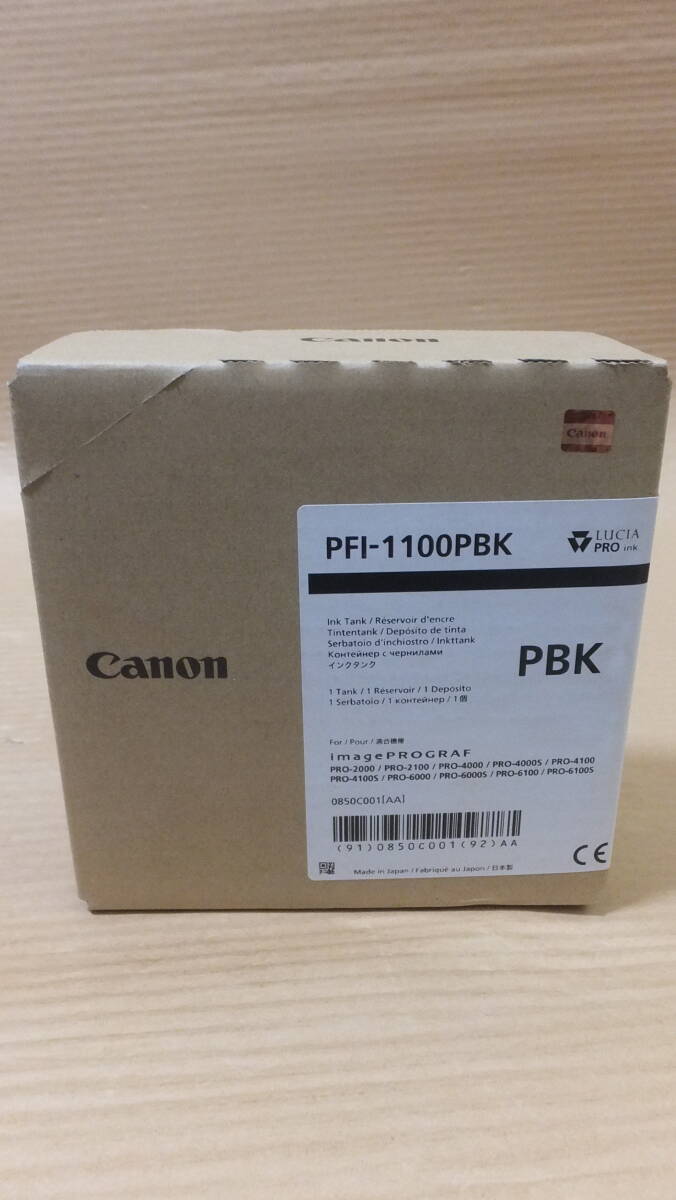 Canon
Canon
PFI-1100PBK
LUCIA
PRO ink
Ink Tank / Réservoir d'encre
Tintentank / Depósito de tinta
Serbatoio d'inchiostro / Inkttank
Контейнер с чернилами
インクタンク
Canon
PBK
1 Tank / 1 Réservoir / 1 Depósito
1 Serbatoio / 1 контейнер / 1個
For / Pour / 適合機種
imagePROGRAF
PRO-2000 / PRO-2100 / PRO-4000 / PRO-4000S / PRO-4100
PRO-4100S / PRO-6000 / PRO-6000S / PRO-6100 / PRO-6100S
0850C001[AA]
(91)0850C001(92)AA
CE
Made in Japan / Fabriqué au Japon / 日本製